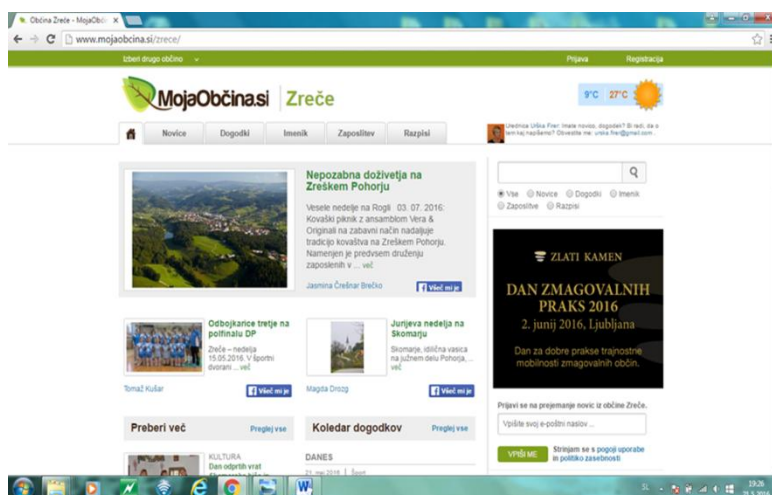 Občina Zreče - MojaObči
www.mojaobcina.si/zrece/
Izberi drugo občino
Prijava
Registracija
MojaObčina.si
Zreče
9°C
27°C
Novice
Dogodki
Imenik
Zaposlitev
Razpisi
Urednica Urška Frer: Imate novico, dogodek? Bi radi, da o
tem kaj napišemo? Obvestite me: urska.frer@gmail.com .
Nepozabna doživetja na
Zreškem Pohorju
Vesele nedelje na Rogli 03. 07. 2016:
Kovaški piknik z ansamblom Vera &
Originali na zabavni način nadaljuje
tradicijo kovaštva na Zreškem Pohorju.
Namenjen je predvsem druženju
zaposlenih v ... več
Jasmina Črešnar Brečko
Všeč mi je
Vse
Novice
Dogodki
Imenik
Zaposlitve
Razpisi
ZLATI KAMEN
DAN ZMAGOVALNIH
PRAKS 2016
2. junij 2016, Ljubljana
Dan za dobre prakse trajnostne
mobilnosti zmagovalnih občin.
Odbojkarice tretje na
polfinalu DP
Zreče – nedelja
15.05.2016. V športni
dvorani ... več
Tomaž Kušar
Všeč mi je
Jurijeva nedelja na
Skomarju
Skomarje, idilična vasica
na južnem delu Pohorja, ...
več
Magda Drozg
Všeč mi je
Prijavi se na prejemanje novic iz občine Zreče.
Vpišite svoj e-poštni naslov ...
VPIŠI ME
Strinjam se s pogoji uporabe
in politiko zasebnosti
Preberi več
Preglej vse
KULTURA
Dan odprtih vrat
Koledar dogodkov
Preglej vse
DANES
21. maj 2016 | Šport
SL
19:26
21.5.2016